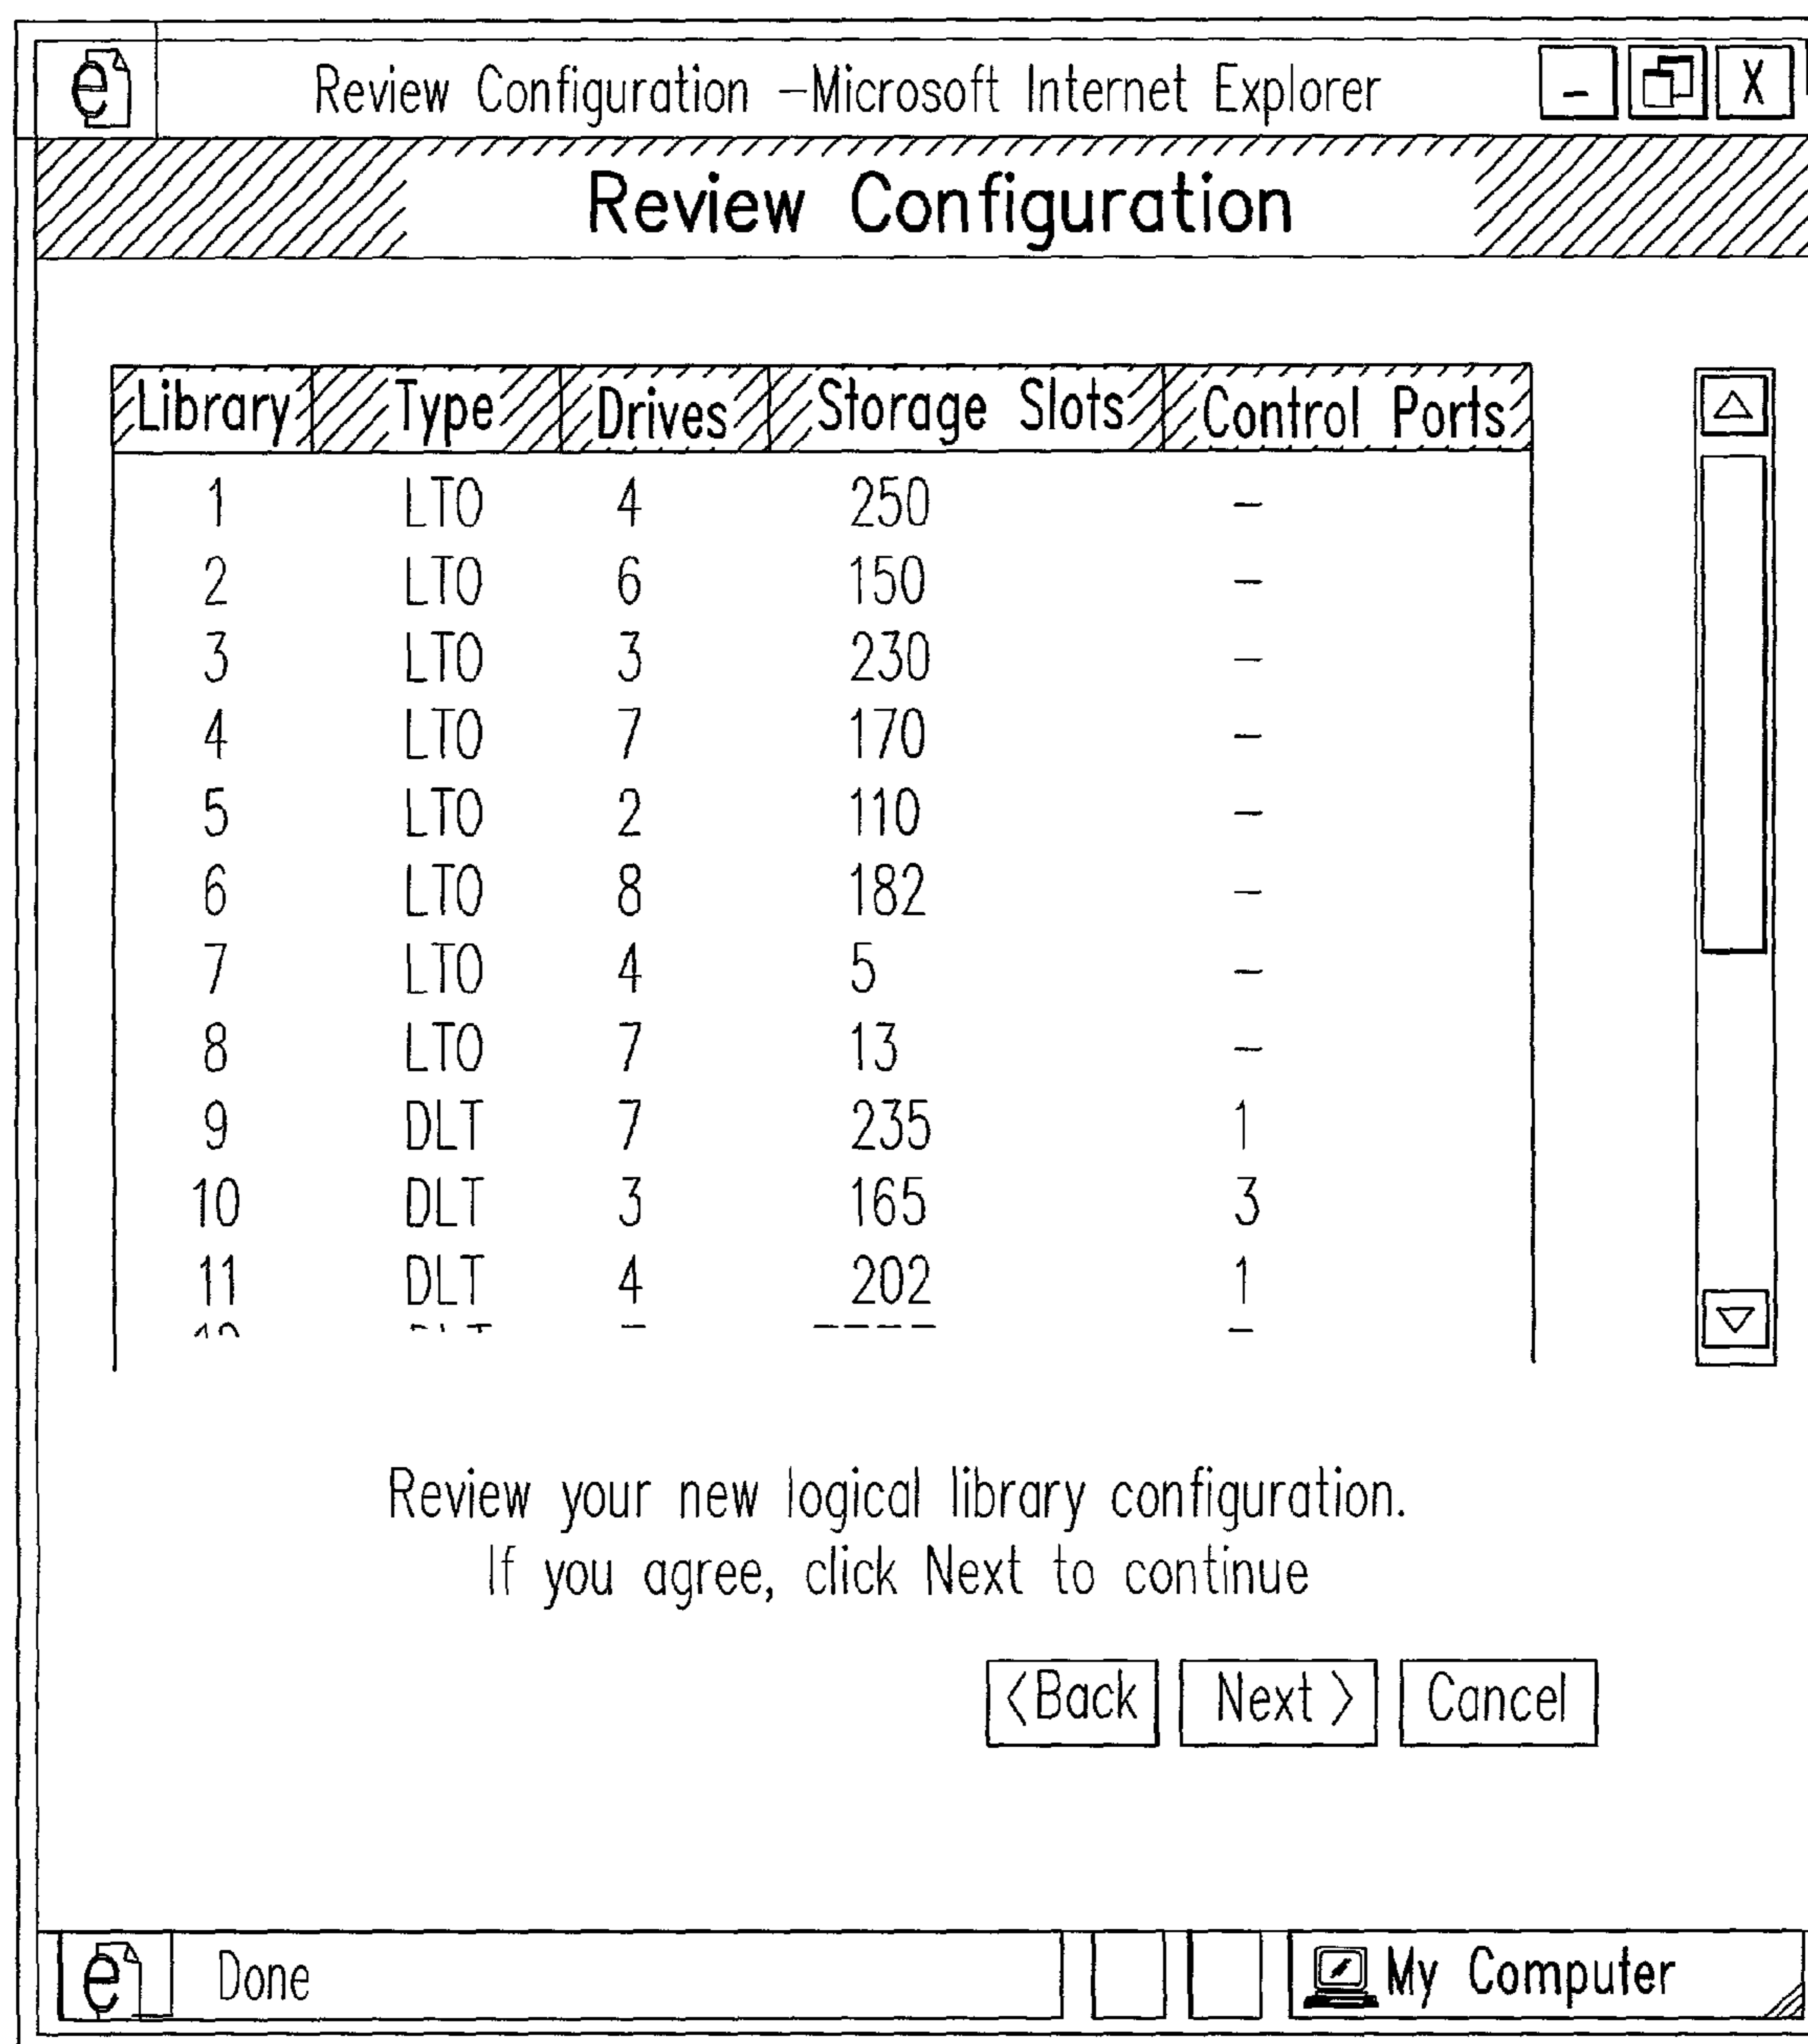 Review Configuration –Microsoft Internet Explorer – X
Review Configuration
Library Type Drives Storage Slots Control Ports
1 LTO 4 250 –
2 LTO 6 150 –
3 LTO 3 230 –
4 LTO 7 170 –
5 LTO 2 110 –
6 LTO 8 182 –
7 LTO 4 5 –
8 LTO 7 13 –
9 DLT 7 235 1
10 DLT 3 165 3
11 DLT 4 202 1
Review your new logical library configuration.
If you agree, click Next to continue
<Back Next > Cancel
e Done My Computer